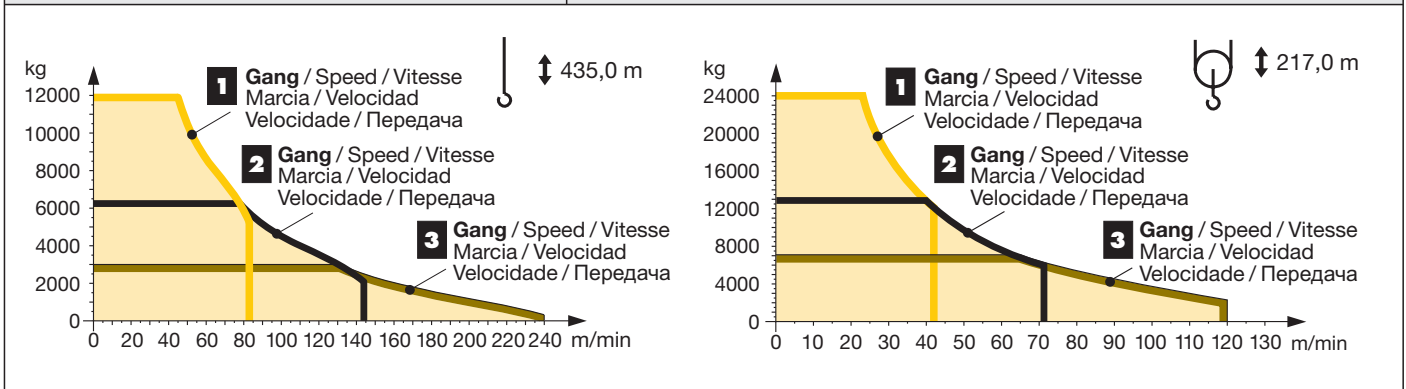 kg
12000
10000
8000
6000
4000
2000
0
0 20 40 60 80 100 120 140 160 180 200 220 240 m/min
1 Gang / Speed / Vitesse
Marcia / Velocidad
Velocidade / Передача
2 Gang / Speed / Vitesse
Marcia / Velocidad
Velocidade / Передача
3 Gang / Speed / Vitesse
Marcia / Velocidad
Velocidade / Передача
435,0 m
kg
24000
20000
16000
12000
8000
4000
0
0 10 20 30 40 50 60 70 80 90 100 110 120 130 m/min
1 Gang / Speed / Vitesse
Marcia / Velocidad
Velocidade / Передача
2 Gang / Speed / Vitesse
Marcia / Velocidad
Velocidade / Передача
3 Gang / Speed / Vitesse
Marcia / Velocidad
Velocidade / Передача
217,0 m